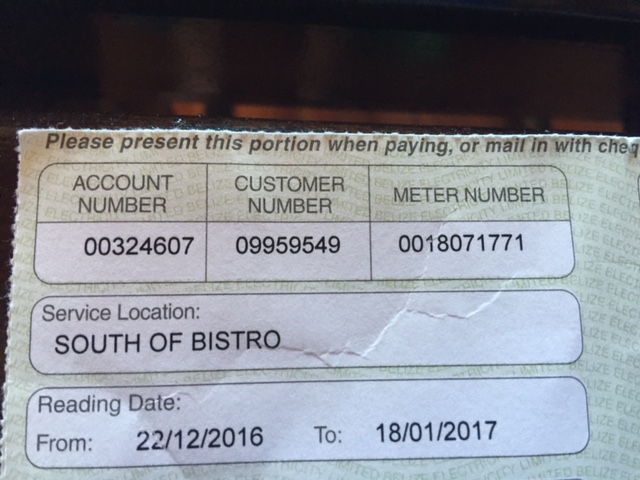 Please present this portion when paying, or mail in with cheq
ACCOUNT NUMBER
CUSTOMER NUMBER
METER NUMBER
00324607
09959549
0018071771
Service Location:
SOUTH OF BISTRO
Reading Date:
From: 22/12/2016 To: 18/01/2017